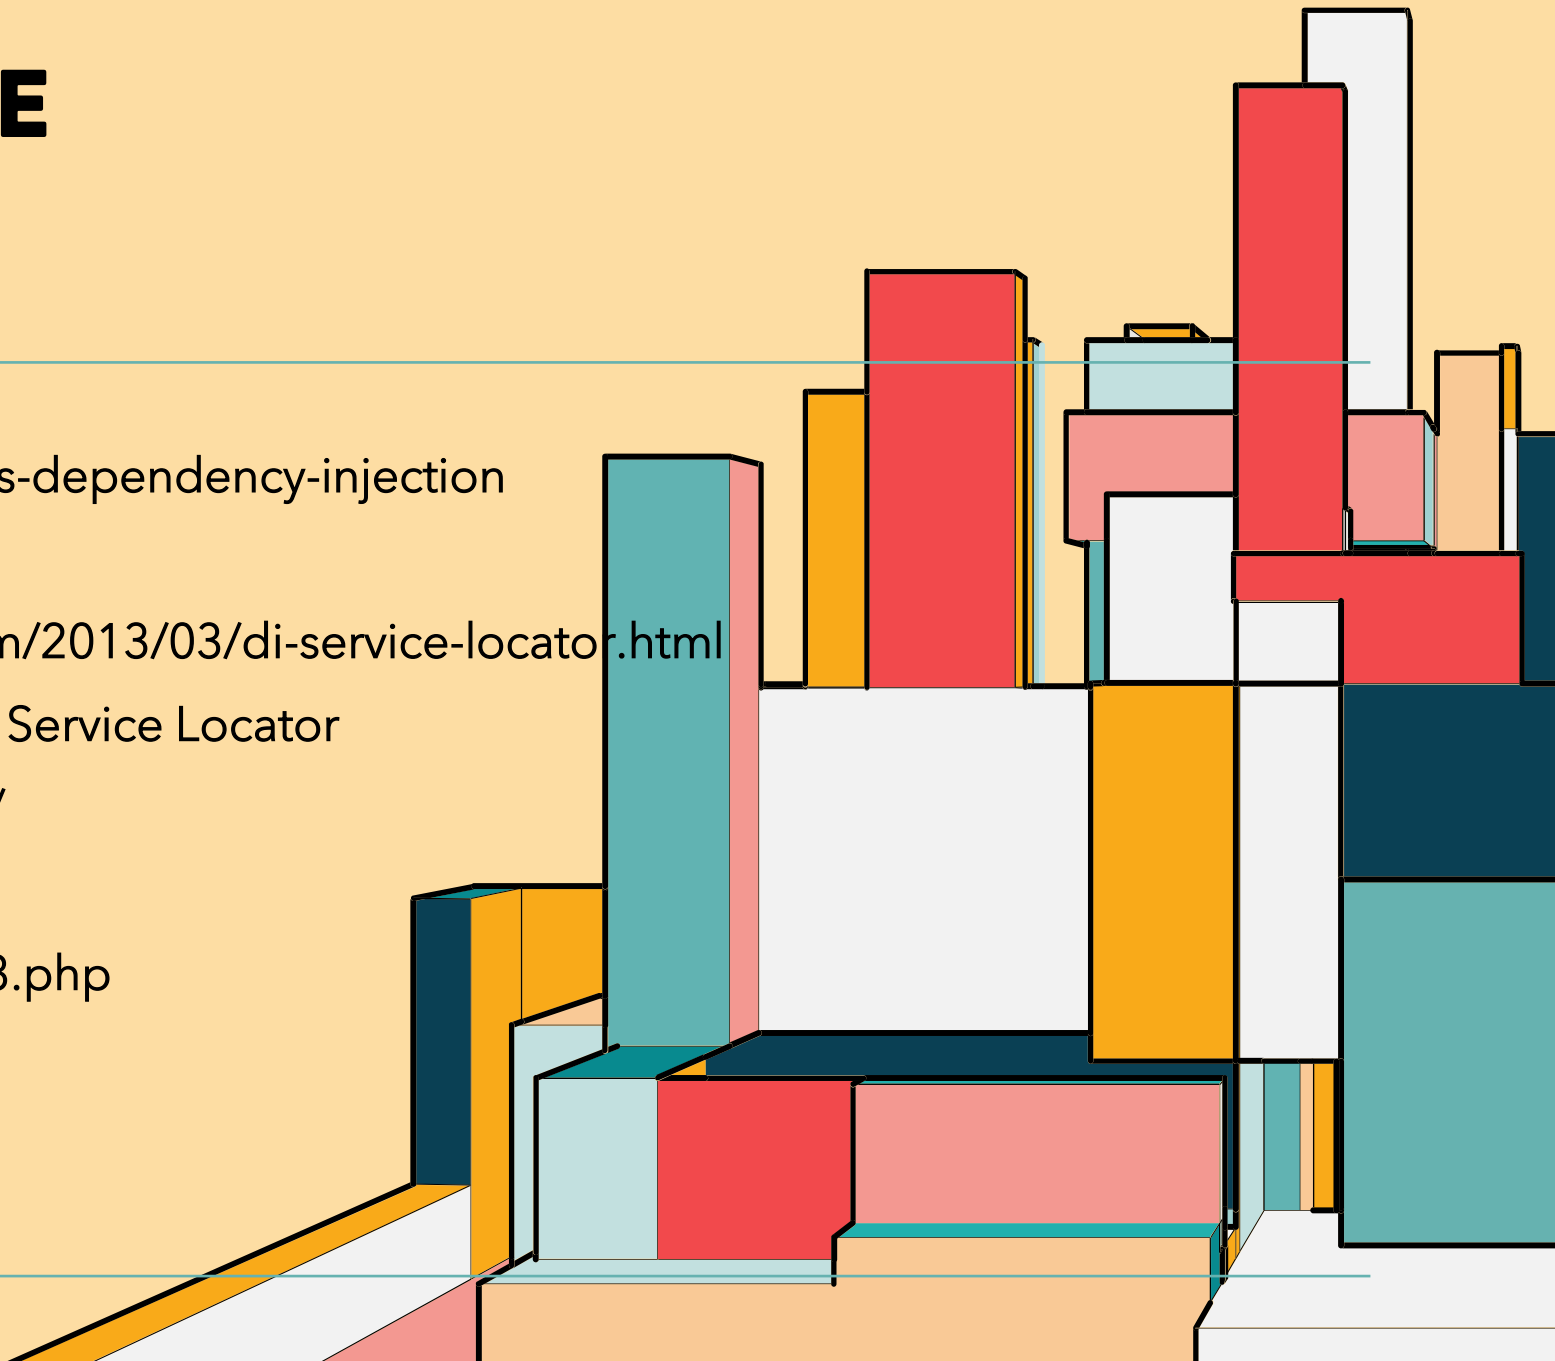 E
s-dependency-injection
m/2013/03/di-service-locator.html
Service Locator
/
3.php